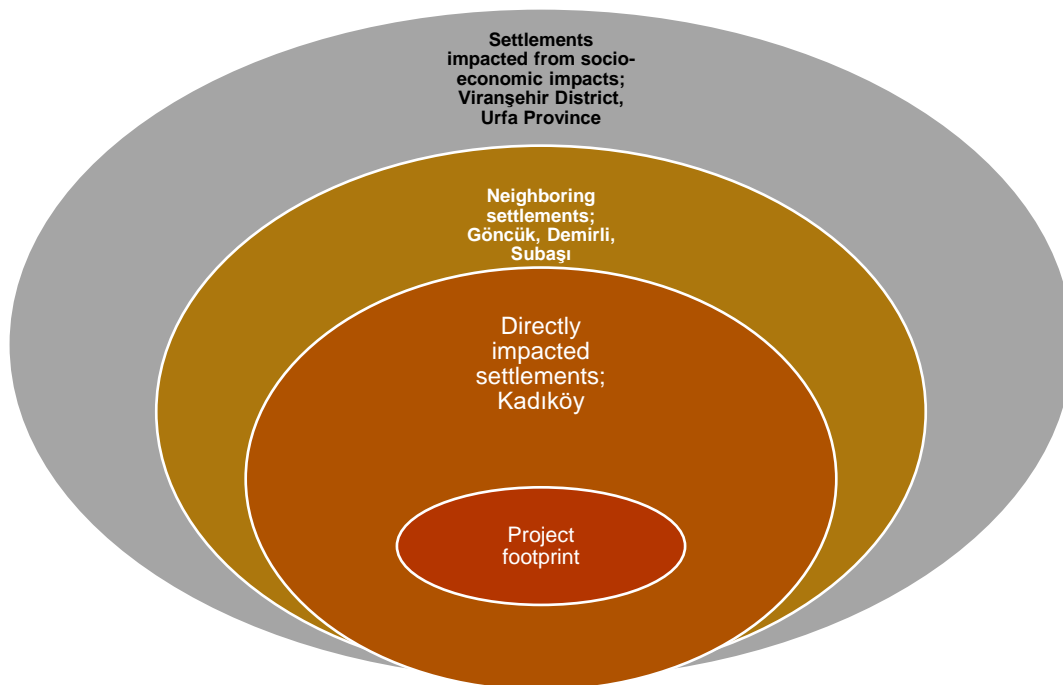 Settlements
impacted from socio-
economic impacts;
Viranşehir District,
Urfa Province
Neighboring
settlements;
Göncük, Demirli,
Subaşı
Directly
impacted
settlements;
Kadıköy
Project
footprint